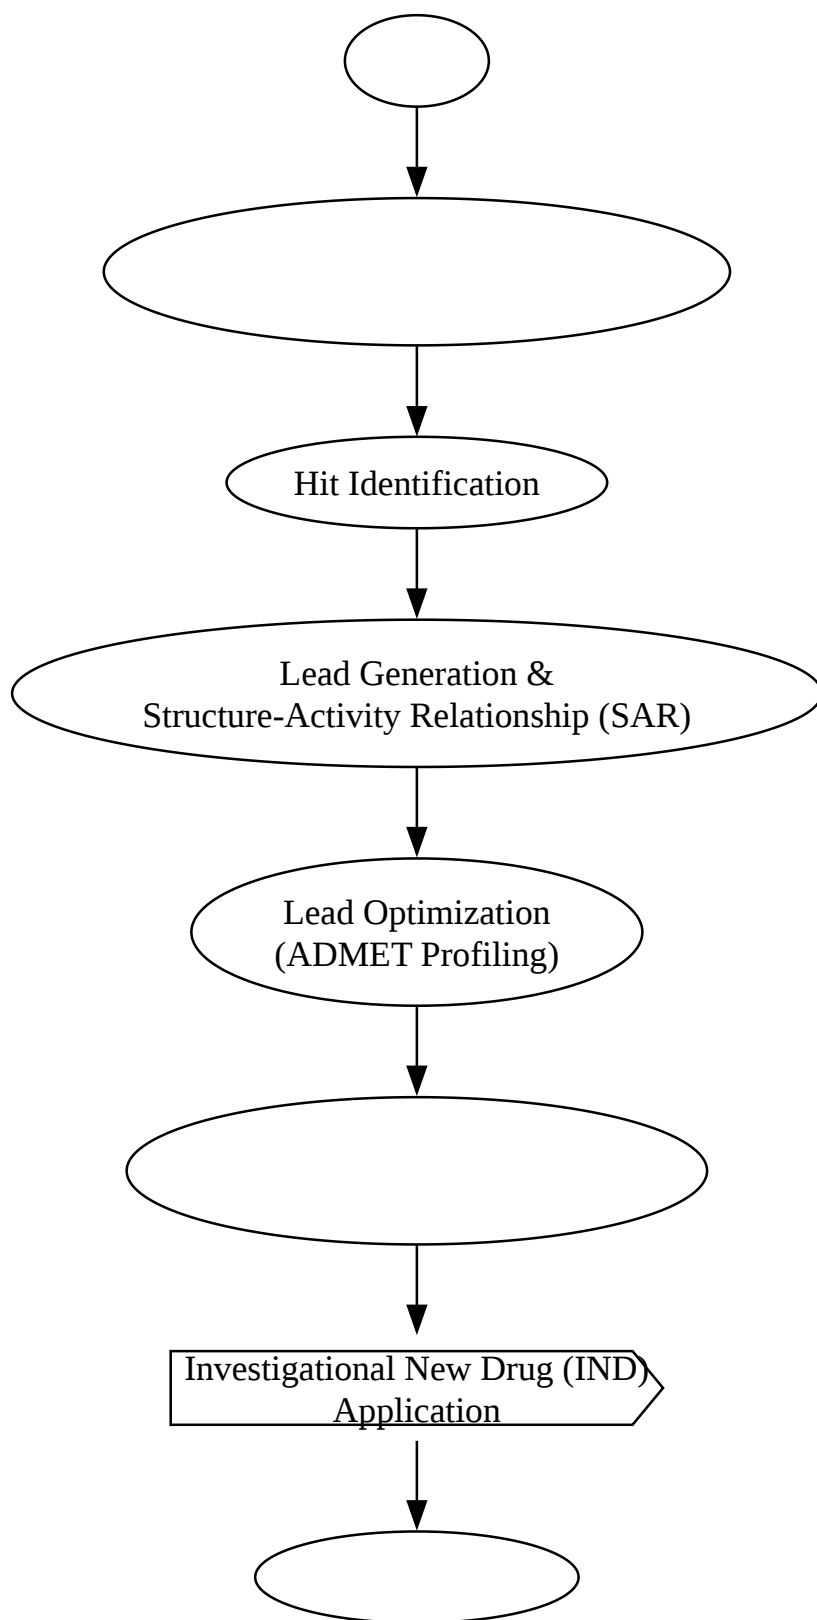 Hit Identification
Lead Generation &
Structure-Activity Relationship (SAR)
Lead Optimization
(ADMET Profiling)
Investigational New Drug (IND)
Application